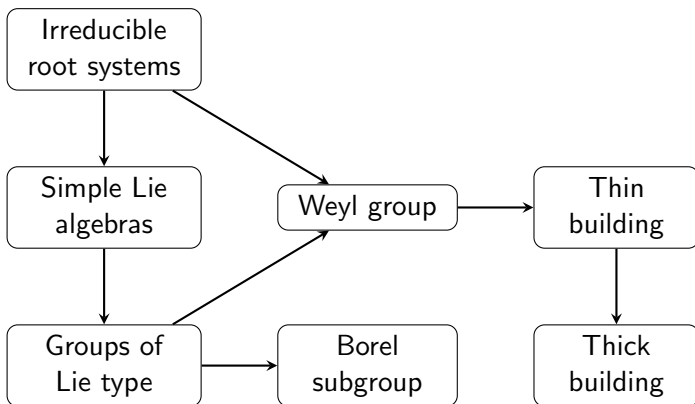 Irreducible
root systems
Simple Lie
algebras
Weyl group
Thin
building
Groups of
Lie type
Borel
subgroup
Thick
building